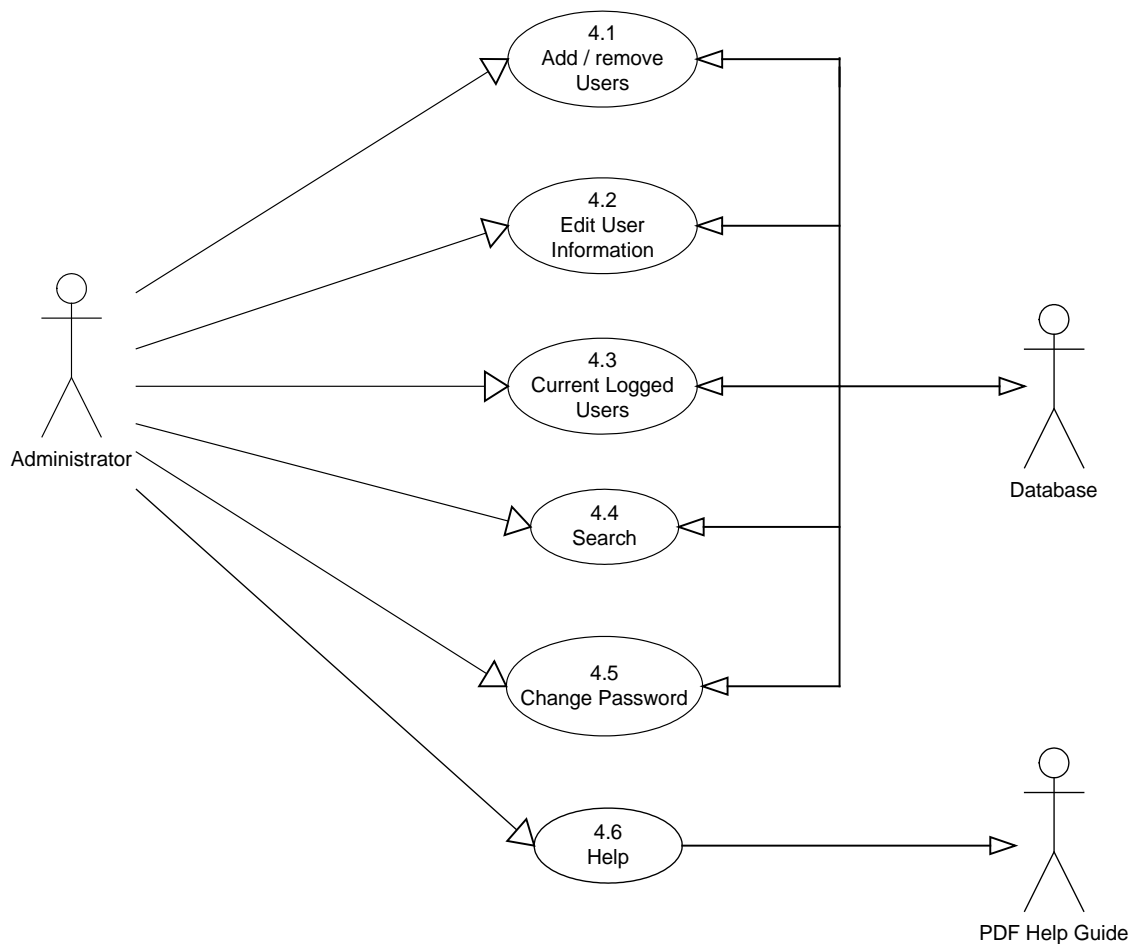 4.1
Add / remove
Users
4.2
Edit User
Information
4.3
Current Logged
Users
Administrator
Database
4.4
Search
4.5
Change Password
4.6
Help
PDF Help Guide